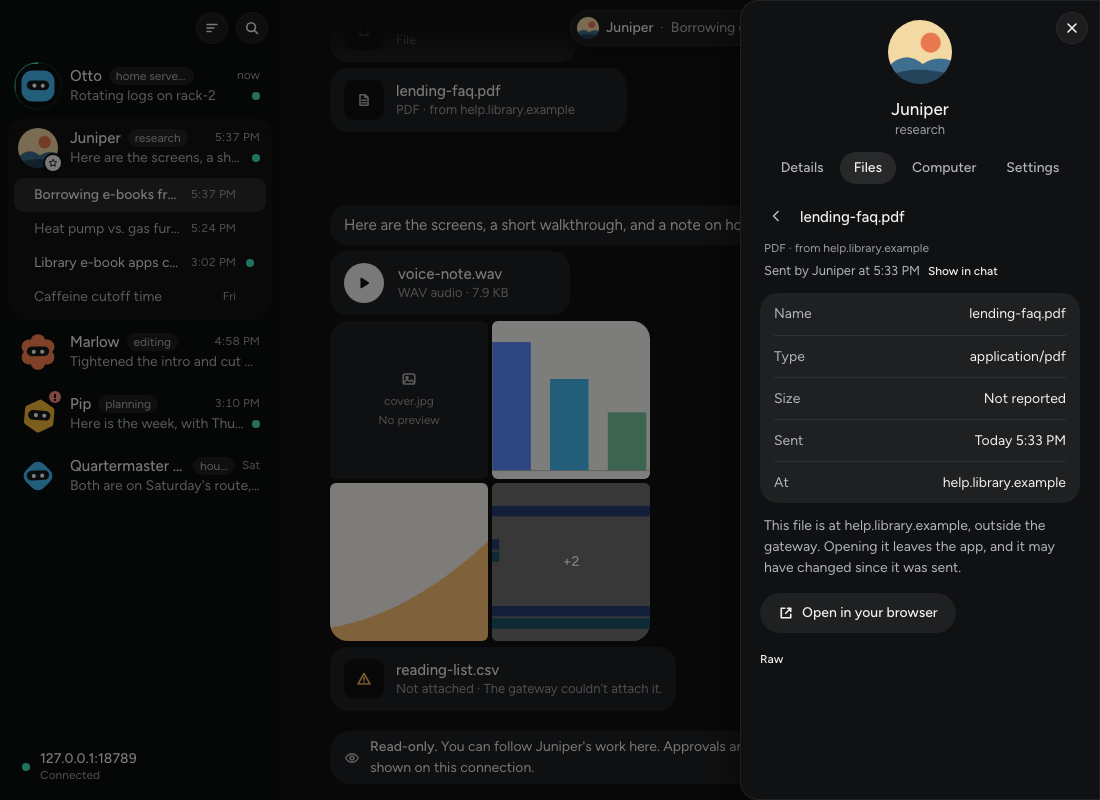 Otto home serve... now
Rotating logs on rack-2
Juniper research 5:37 PM
Here are the screens, a sh...
Borrowing e-books fr... 5:37 PM
Heat pump vs. gas fur... 5:24 PM
Library e-book apps c... 3:02 PM
Caffeine cutoff time Fri
Marlow editing 4:58 PM
Tightened the intro and cut ...
Pip planning 3:10 PM
Here is the week, with Thu...
Quartermaster ... hou... Sat
Both are on Saturday's route,...
127.0.0.1:18789
Connected
Juniper · Borrowing
File
lending-faq.pdf
PDF · from help.library.example
Here are the screens, a short walkthrough, and a note on
voice-note.wav
WAV audio · 7.9 KB
cover.jpg
No preview
+2
reading-list.csv
Not attached · The gateway couldn't attach it.
Read-only. You can follow Juniper's work here. Approvals
shown on this connection.
Juniper
research
Details Files Computer Settings
lending-faq.pdf
PDF · from help.library.example
Sent by Juniper at 5:33 PM Show in chat
Name lending-faq.pdf
Type application/pdf
Size Not reported
Sent Today 5:33 PM
At help.library.example
This file is at help.library.example, outside the
gateway. Opening it leaves the app, and it may
have changed since it was sent.
Open in your browser
Raw